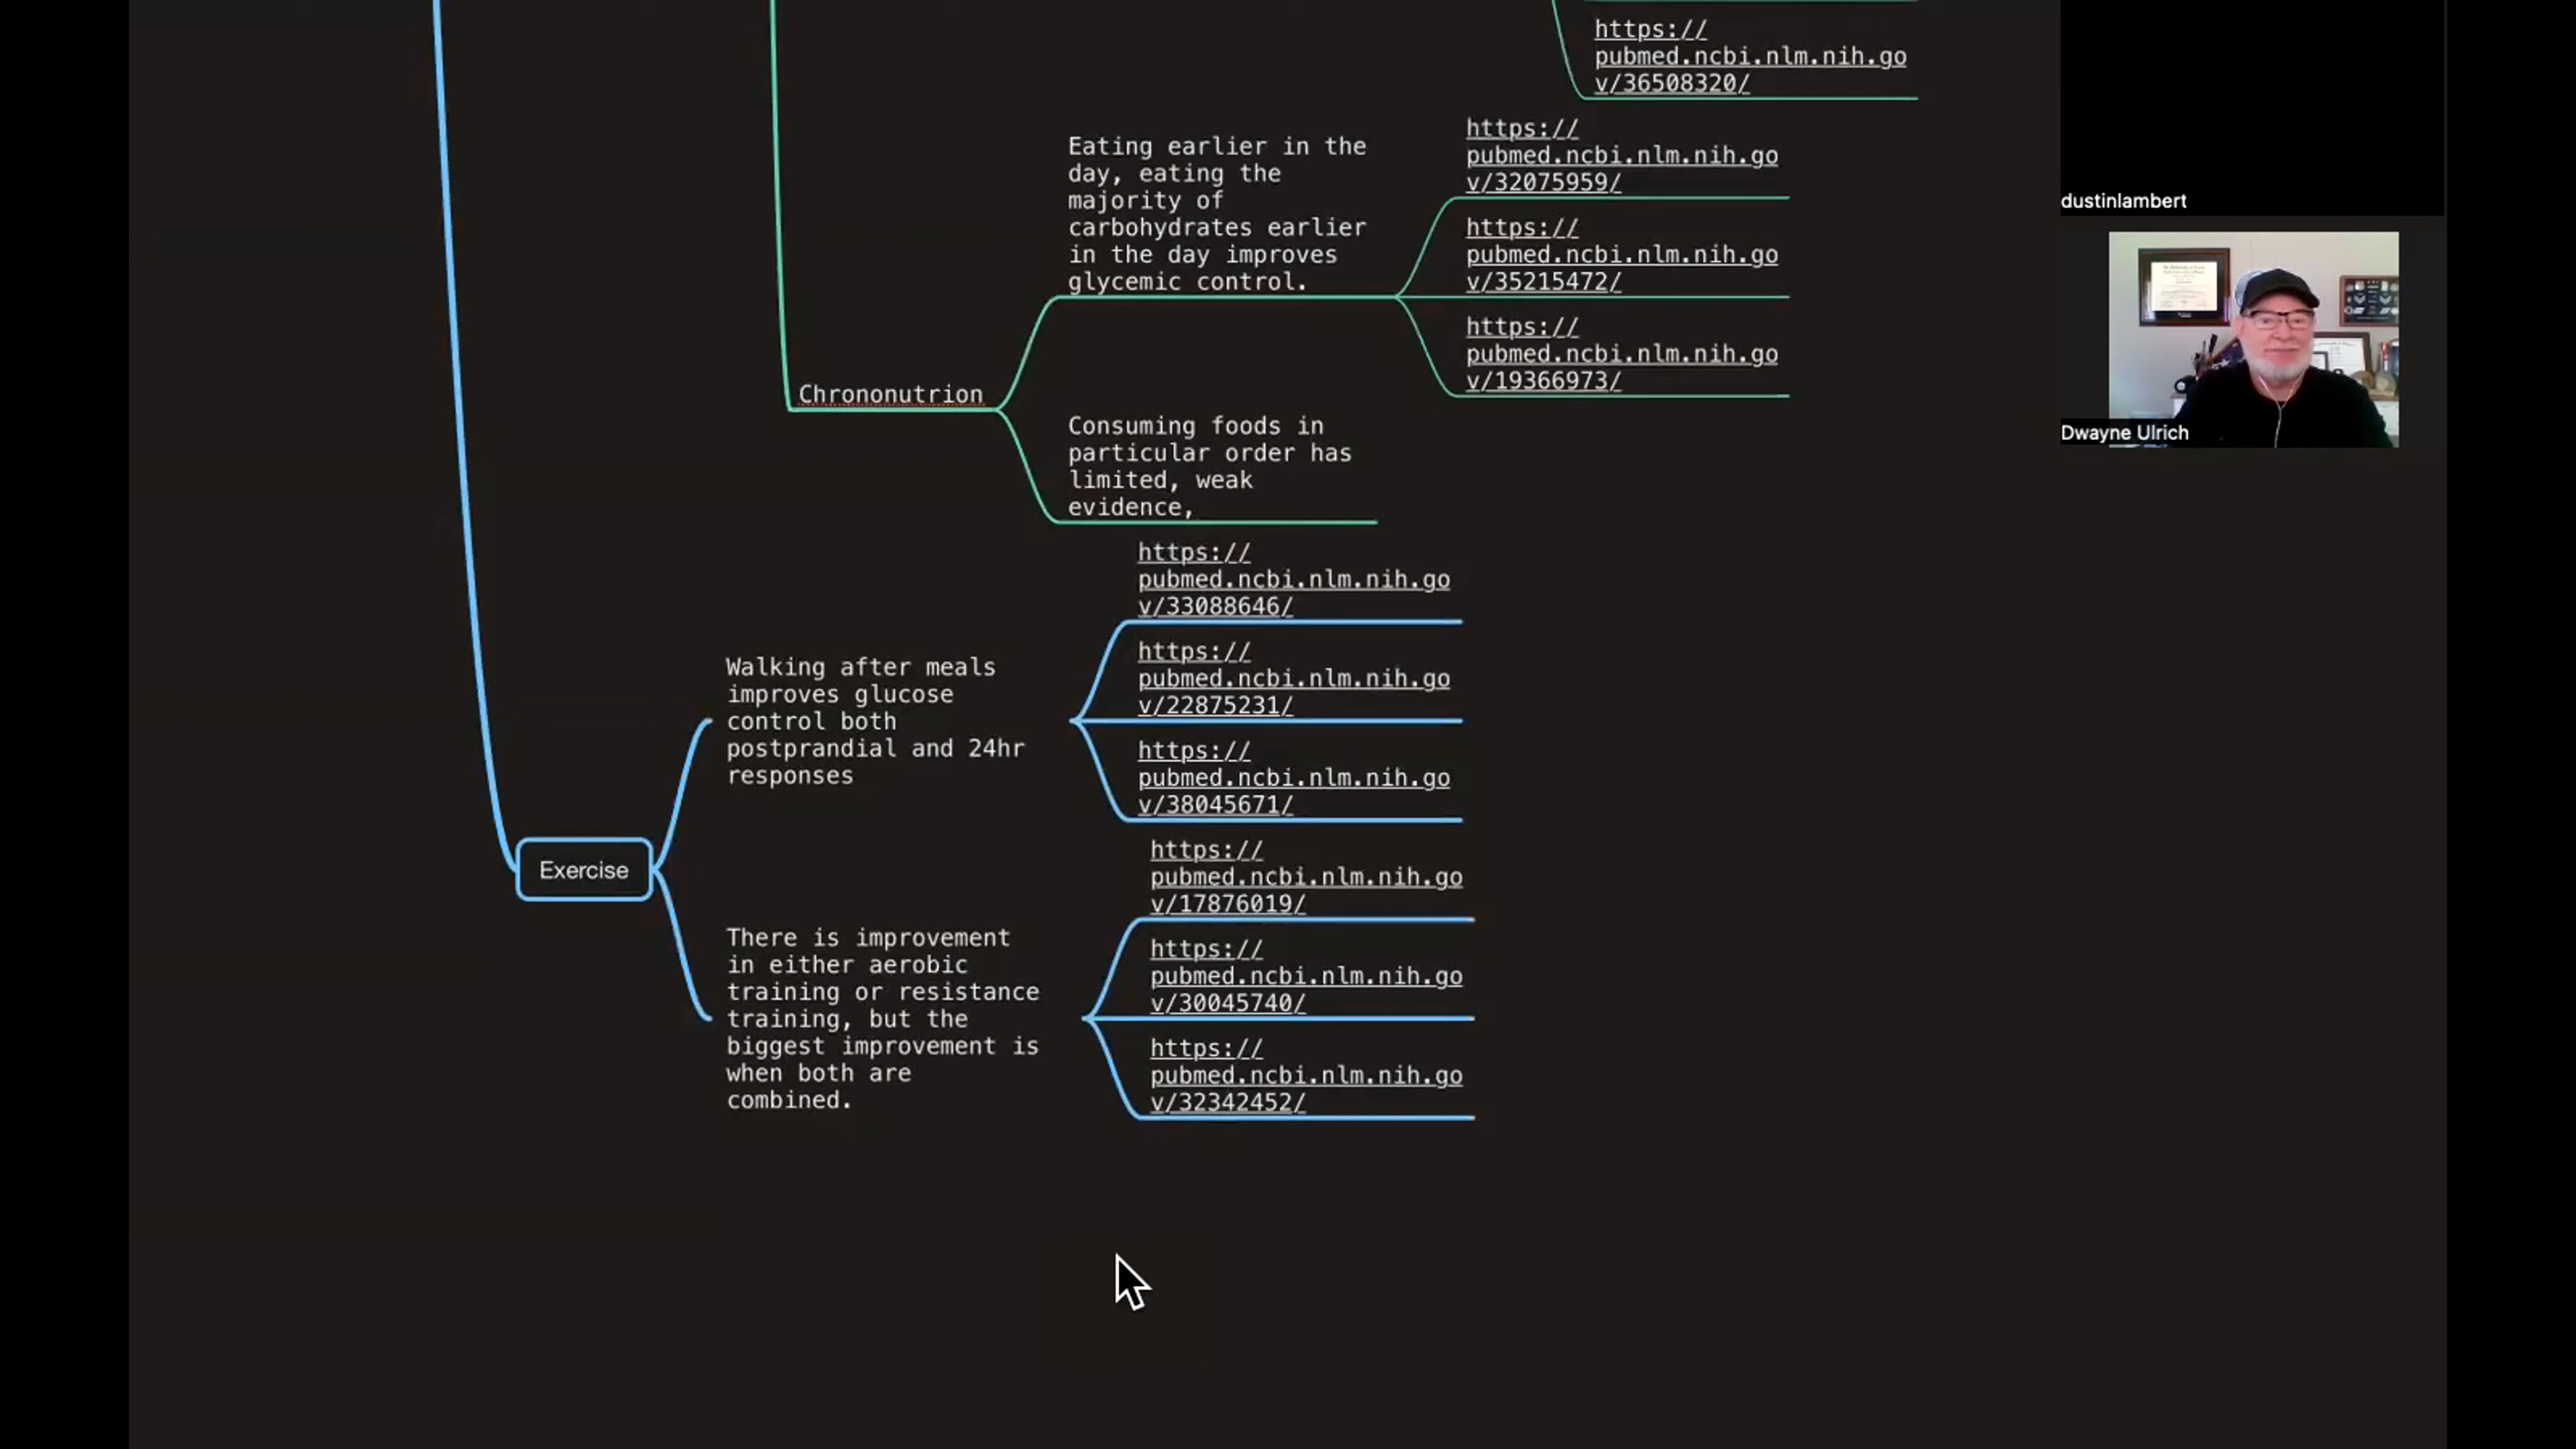 https://
pubmed.ncbi.nlm.nih.go
v/36508320/
Eating earlier in the
day, eating the
majority of
carbohydrates earlier
in the day improves
glycemic control.
https://
pubmed.ncbi.nlm.nih.go
v/32075959/
https://
pubmed.ncbi.nlm.nih.go
v/35215472/
https://
pubmed.ncbi.nlm.nih.go
v/19366973/
Chrononutrion
Consuming foods in
particular order has
limited, weak
evidence,
Exercise
Walking after meals
improves glucose
control both
postprandial and 24hr
responses
https://
pubmed.ncbi.nlm.nih.go
v/33088646/
https://
pubmed.ncbi.nlm.nih.go
v/22875231/
https://
pubmed.ncbi.nlm.nih.go
v/38045671/
There is improvement
in either aerobic
training or resistance
training, but the
biggest improvement is
when both are
combined.
https://
pubmed.ncbi.nlm.nih.go
v/17876019/
https://
pubmed.ncbi.nlm.nih.go
v/30045740/
https://
pubmed.ncbi.nlm.nih.go
v/32342452/
dustinlambert
Dwayne Ulrich